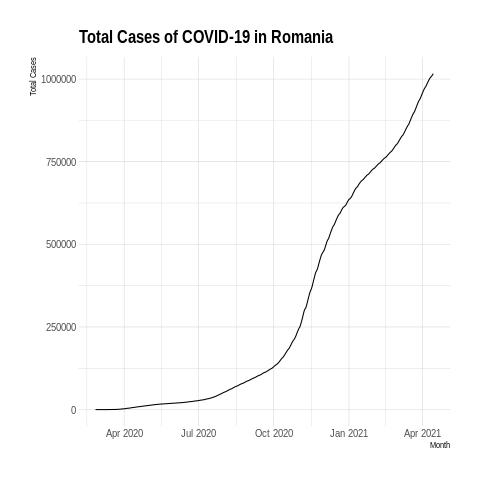 Total Cases of COVID-19 in Romania
Total Cases
1000000
750000
500000
250000
0
Apr 2020 Jul 2020 Oct 2020 Jan 2021 Apr 2021
Month